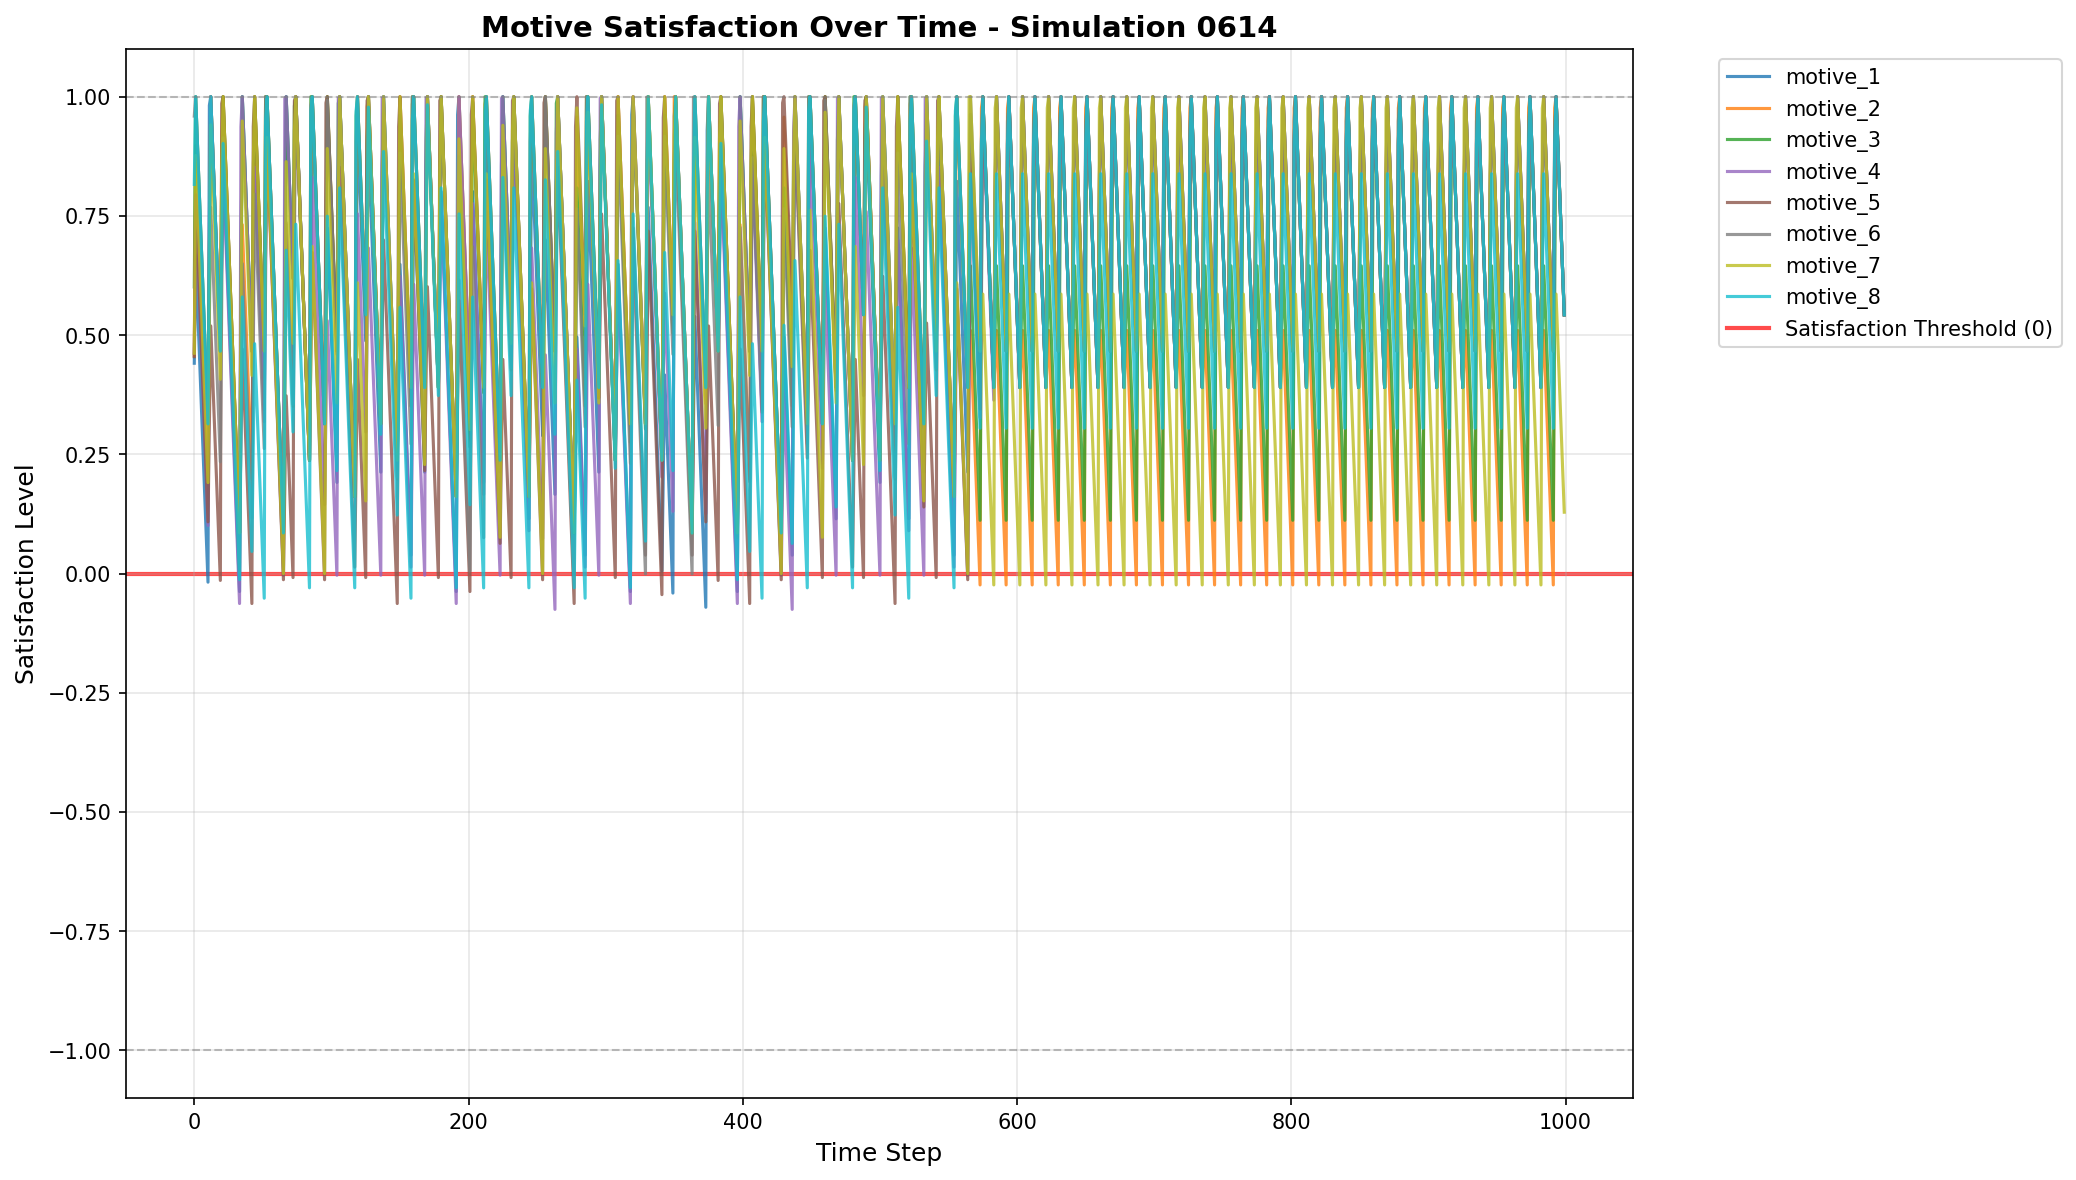 Motive Satisfaction Over Time - Simulation 0614
1.00
0.75
0.50
0.25
0.00
−0.25
−0.50
−0.75
−1.00
Satisfaction Level
0
200
400
600
800
1000
Time Step
motive_1
motive_2
motive_3
motive_4
motive_5
motive_6
motive_7
motive_8
Satisfaction Threshold (0)